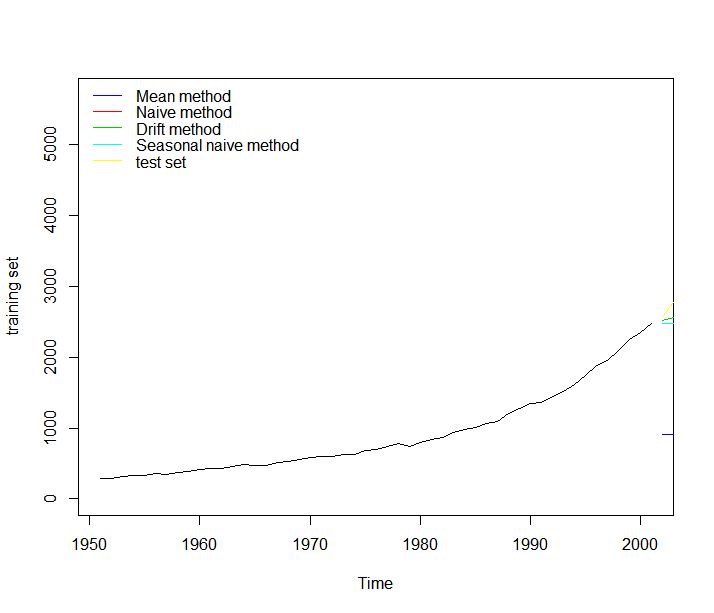 Mean method
Naive method
Drift method
Seasonal naive method
test set
5000
4000
3000
2000
1000
0
training set
1950 1960 1970 1980 1990 2000
Time